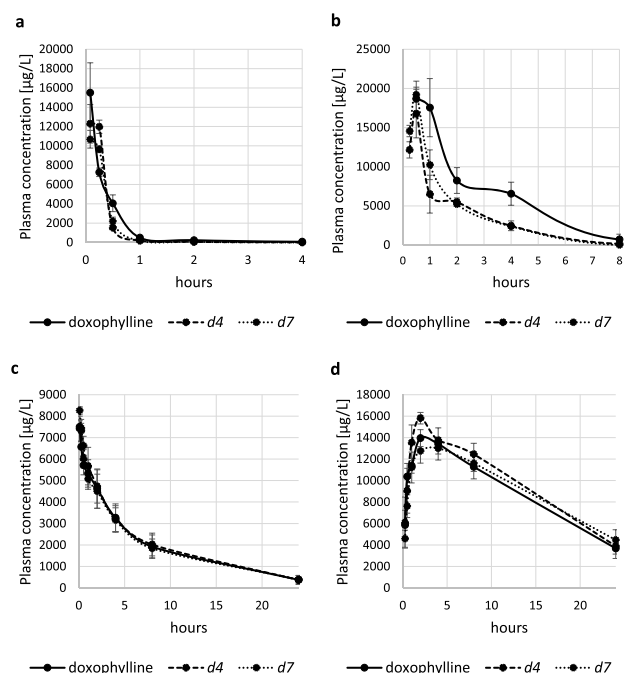 a
Plasma concentration [µg/L]
20000
18000
16000
14000
12000
10000
8000
6000
4000
2000
0
0 1 2 3 4
hours
doxophylline d4 d7
b
Plasma concentration [µg/L]
25000
20000
15000
10000
5000
0
0 1 2 3 4 5 6 7 8
hours
doxophylline d4 d7
c
Plasma concentration [µg/L]
9000
8000
7000
6000
5000
4000
3000
2000
1000
0
0 5 10 15 20
hours
doxophylline d4 d7
d
Plasma concentration [µg/L]
18000
16000
14000
12000
10000
8000
6000
4000
2000
0
0 5 10 15 20
hours
doxophylline d4 d7